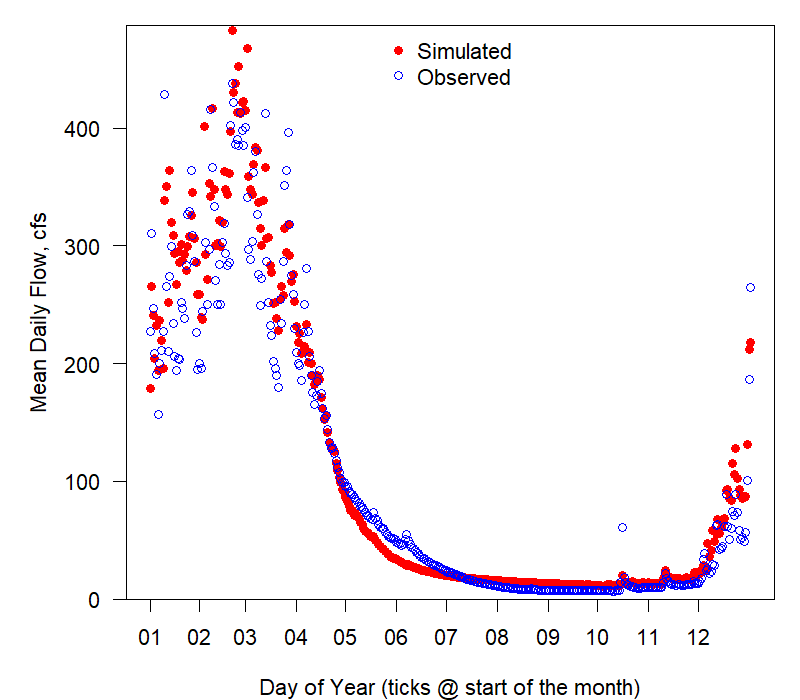 Simulated
Observed
400
300
200
100
0
Mean Daily Flow, cfs
01 02 03 04 05 06 07 08 09 10 11 12
Day of Year (ticks @ start of the month)